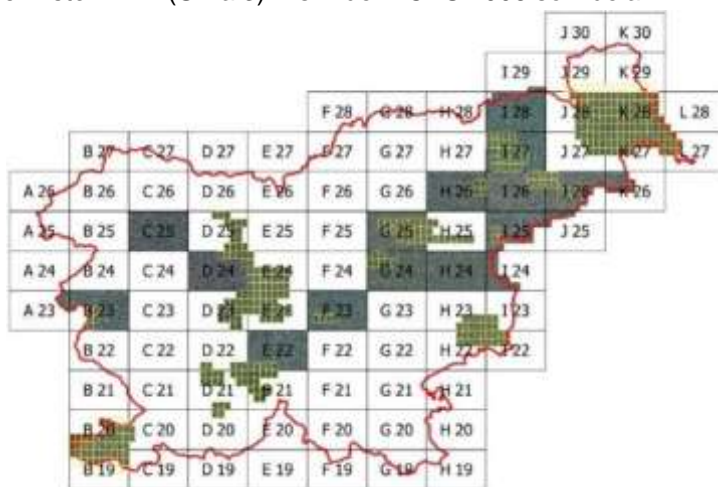 J 30 K 30
I 29 J 29 K 29
F 28 G 28 H 28 I 28 J 28 K 28 L 28
B 27 C 27 D 27 E 27 F 27 G 27 H 27 I 27 J 27 K 27 L 27
A 26 B 26 C 26 D 26 E 26 F 26 G 26 H 26 I 26 J 26 K 26
A 25 B 25 C 25 D 25 E 25 F 25 G 25 H 25 I 25 J 25
A 24 B 24 C 24 D 24 E 24 F 24 G 24 H 24 I 24
A 23 B 23 C 23 D 23 E 23 F 23 G 23 H 23 I 23
B 22 C 22 D 22 E 22 F 22 G 22 H 22 I 22
B 21 C 21 D 21 E 21 F 21 G 21 H 21
B 20 C 20 D 20 E 20 F 20 G 20 H 20
B 19 C 19 D 19 E 19 F 19 G 19 H 19